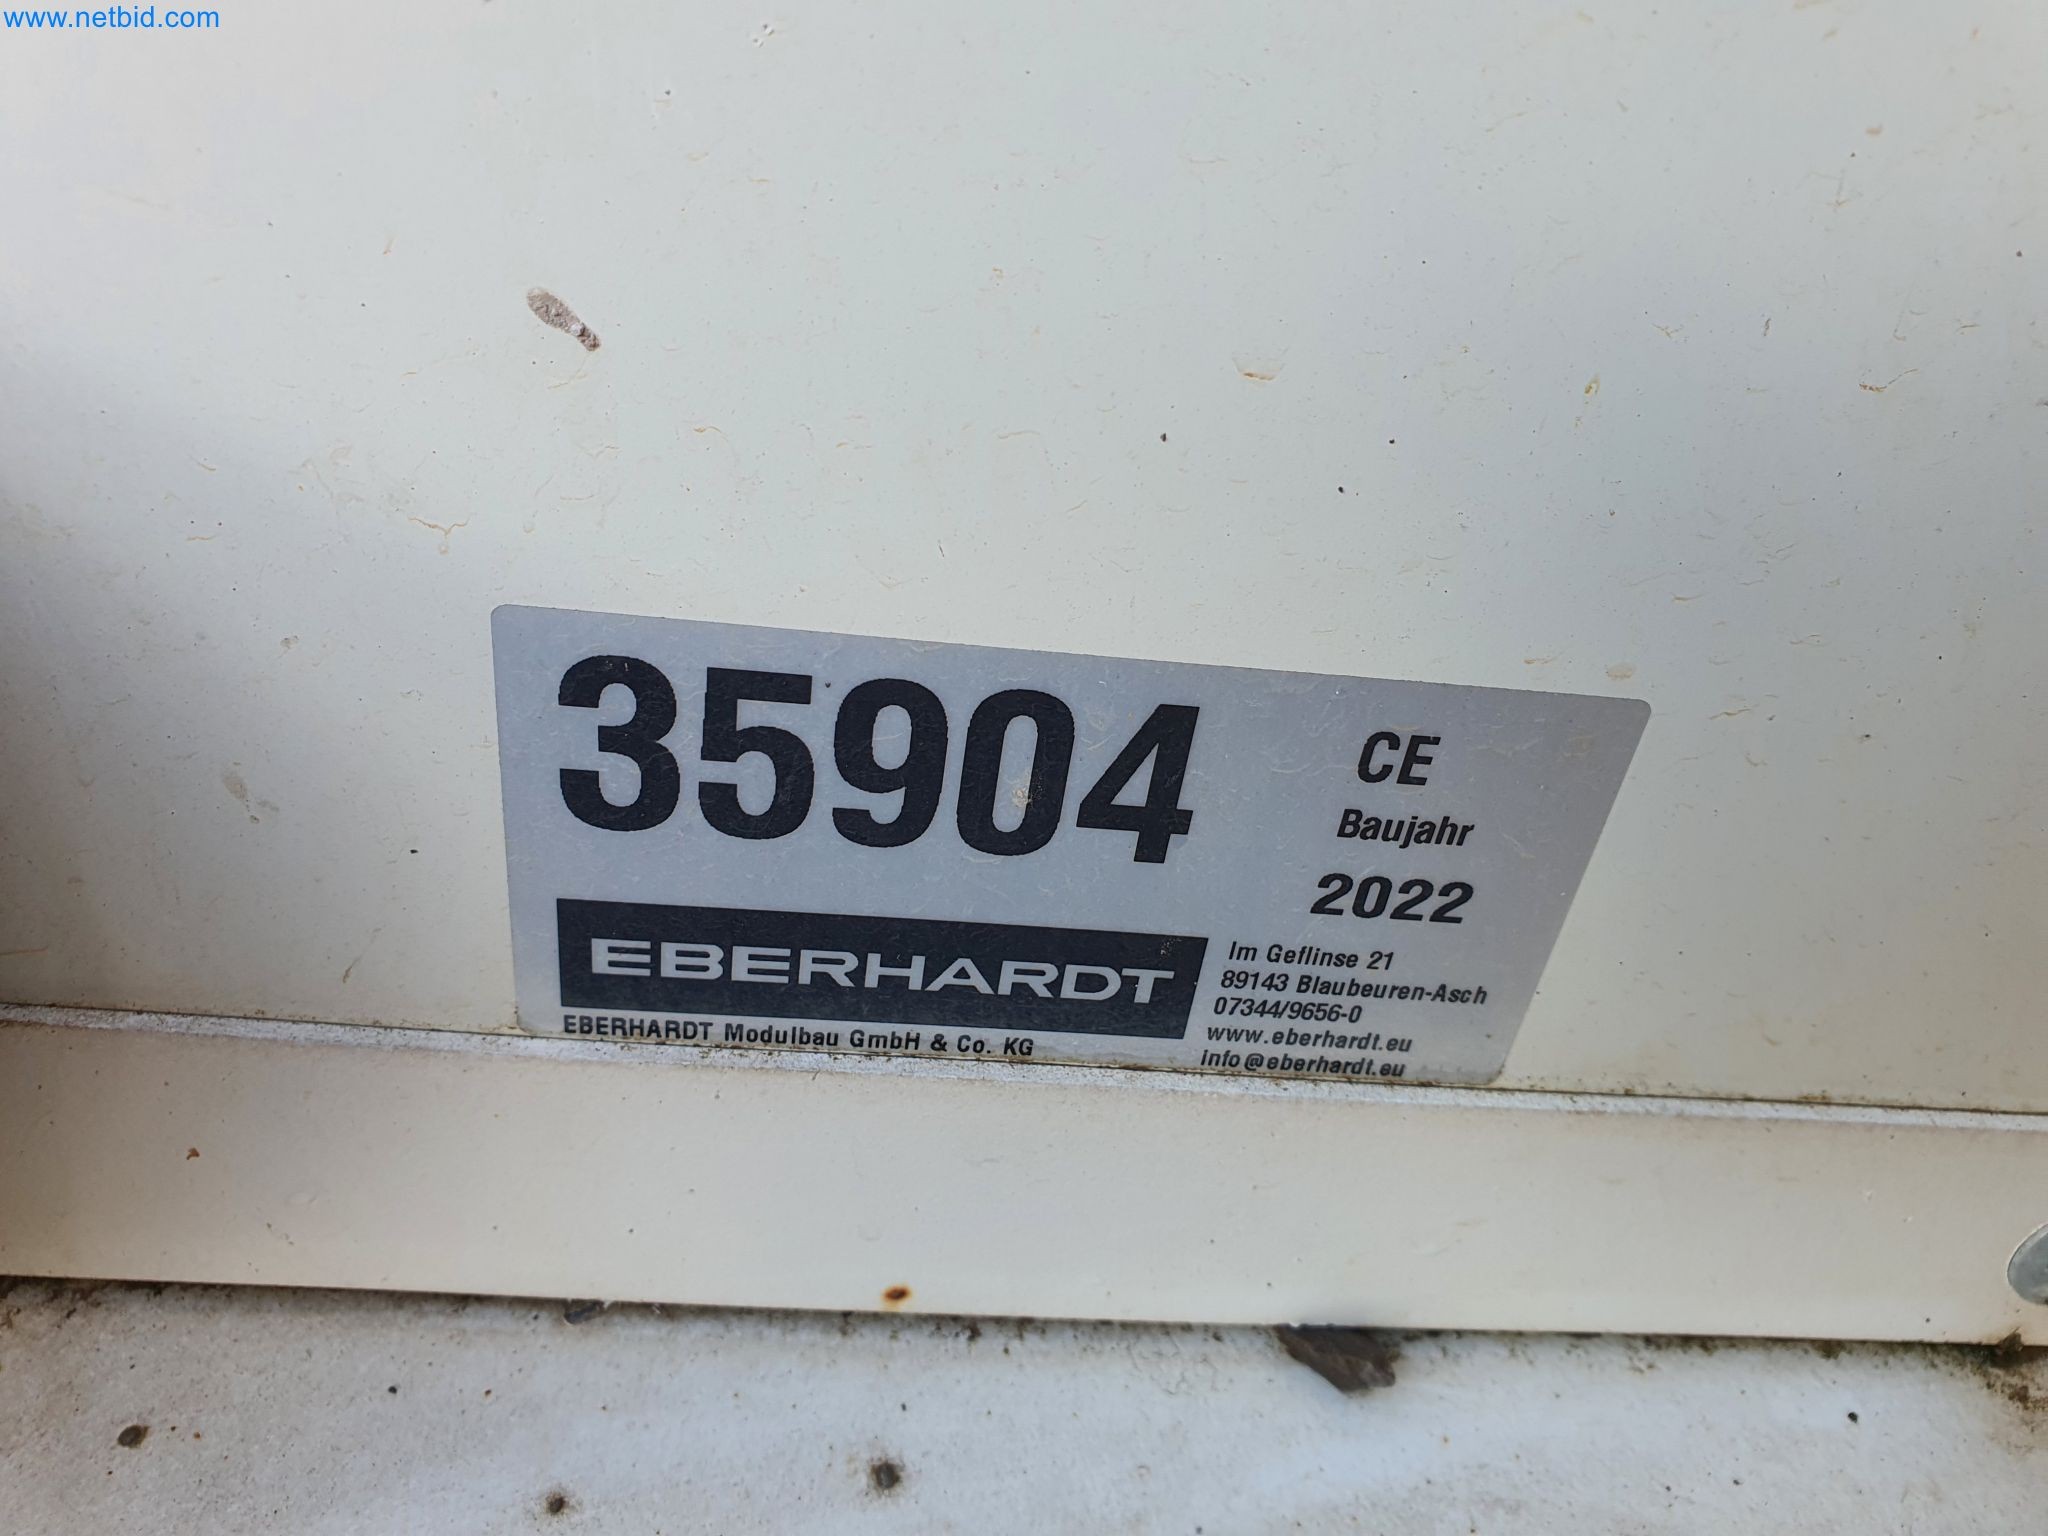 www.netbid.com
35904
CE
Baujahr
2022
EBERHARDT
EBERHARDT Modulbau GmbH & Co. KG
Im Geflinse 21
89143 Blaubeuren-Asch
07344/9656-0
www.eberhardt.eu
info@eberhardt.eu